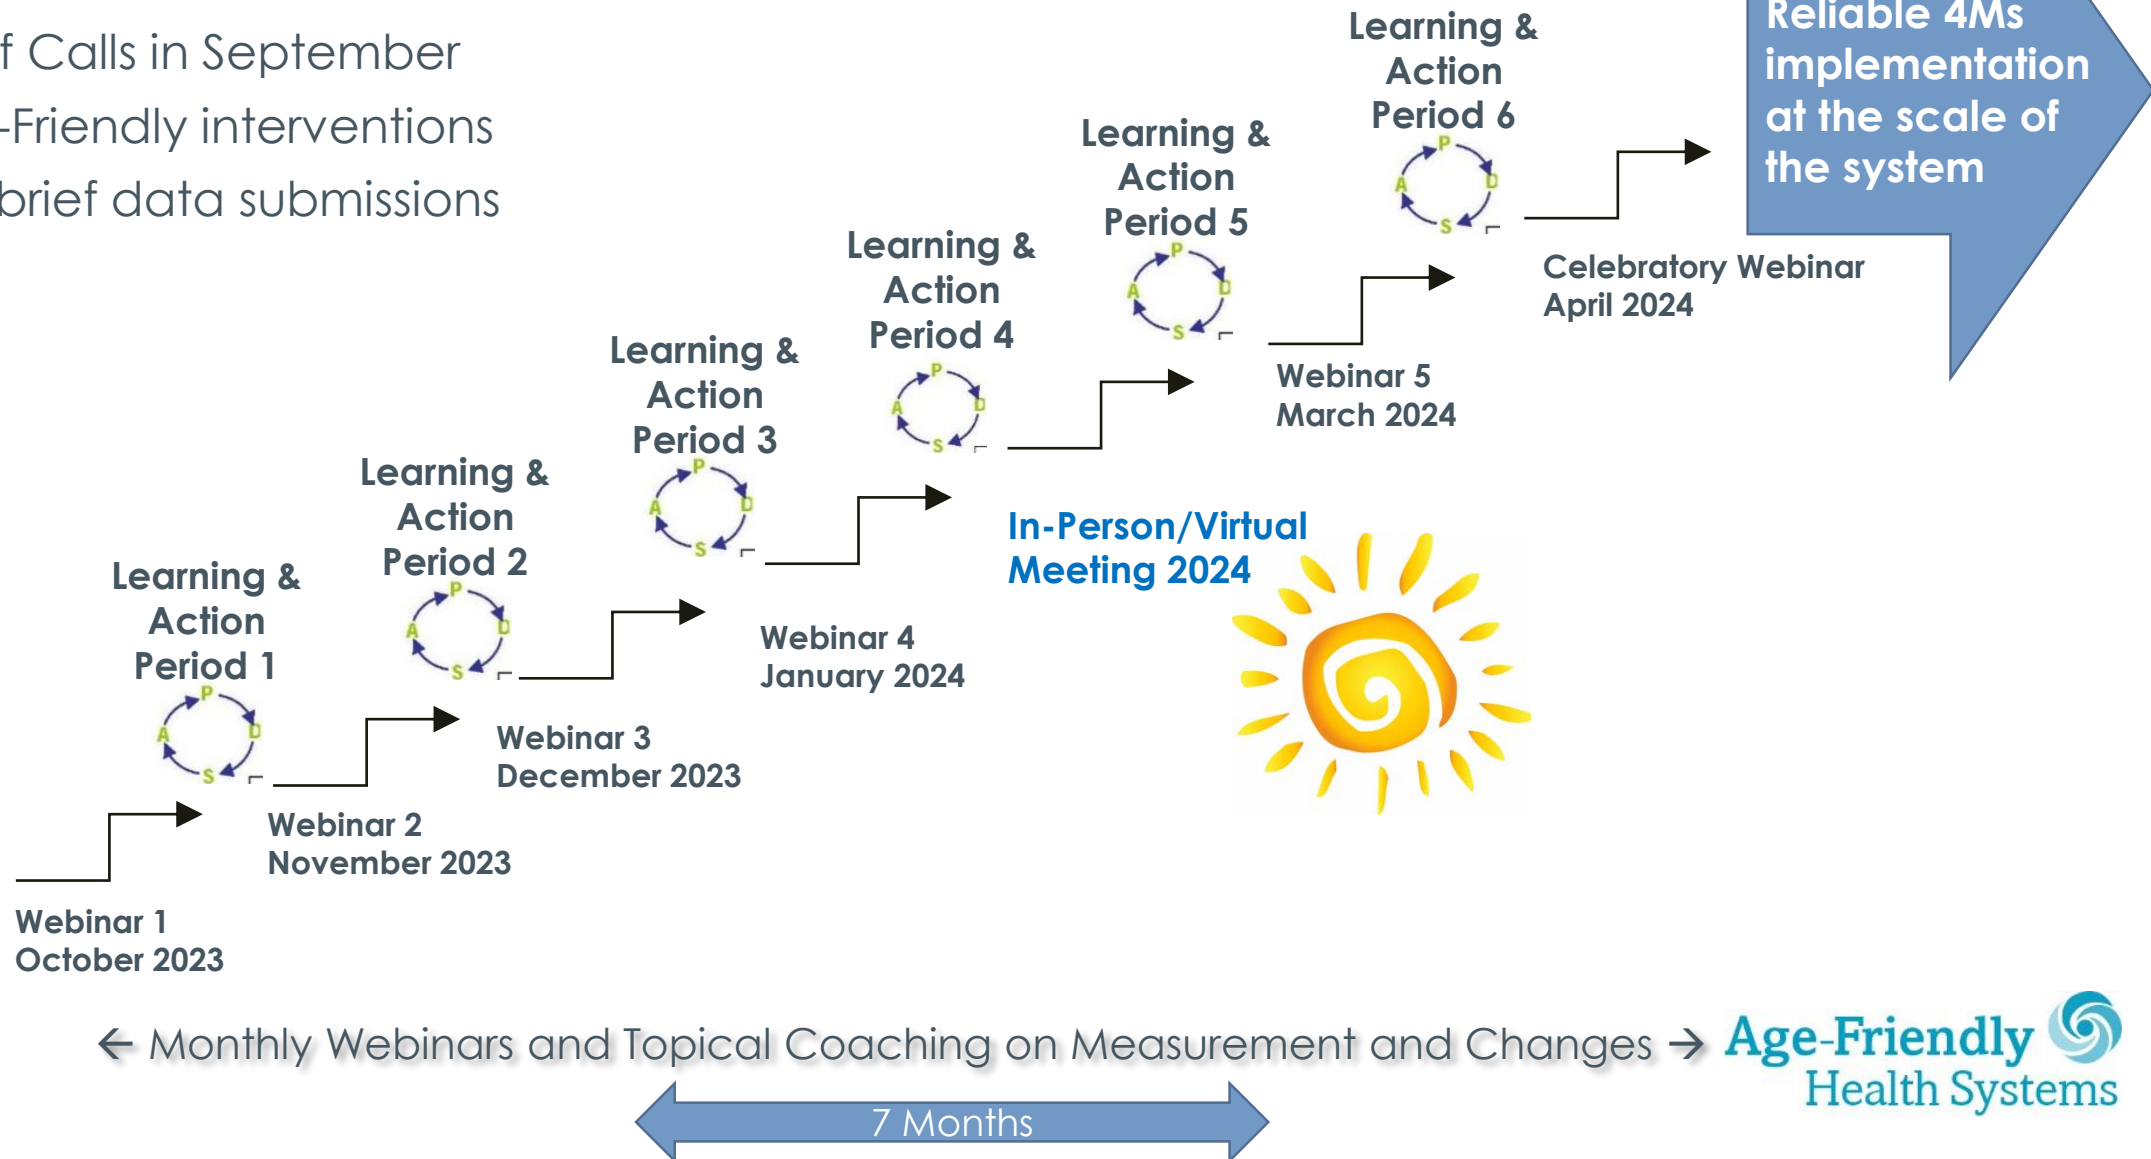 f Calls in September
-Friendly interventions
brief data submissions
Learning &
Action
Period 6
Reliable 4Ms
implementation
at the scale of
the system
Learning &
Action
Period 5
P
A D
S
Celebratory Webinar
April 2024
Learning &
Action
Period 4
P
A D
S
Webinar 5
March 2024
Learning &
Action
Period 3
P
A D
S
In-Person/Virtual
Meeting 2024
Learning &
Action
Period 2
P
A D
S
Webinar 4
January 2024
Learning &
Action
Period 1
P
A D
S
Webinar 3
December 2023
P
A D
S
Webinar 2
November 2023
Webinar 1
October 2023
← Monthly Webinars and Topical Coaching on Measurement and Changes →
Age-Friendly
Health Systems
7 Months